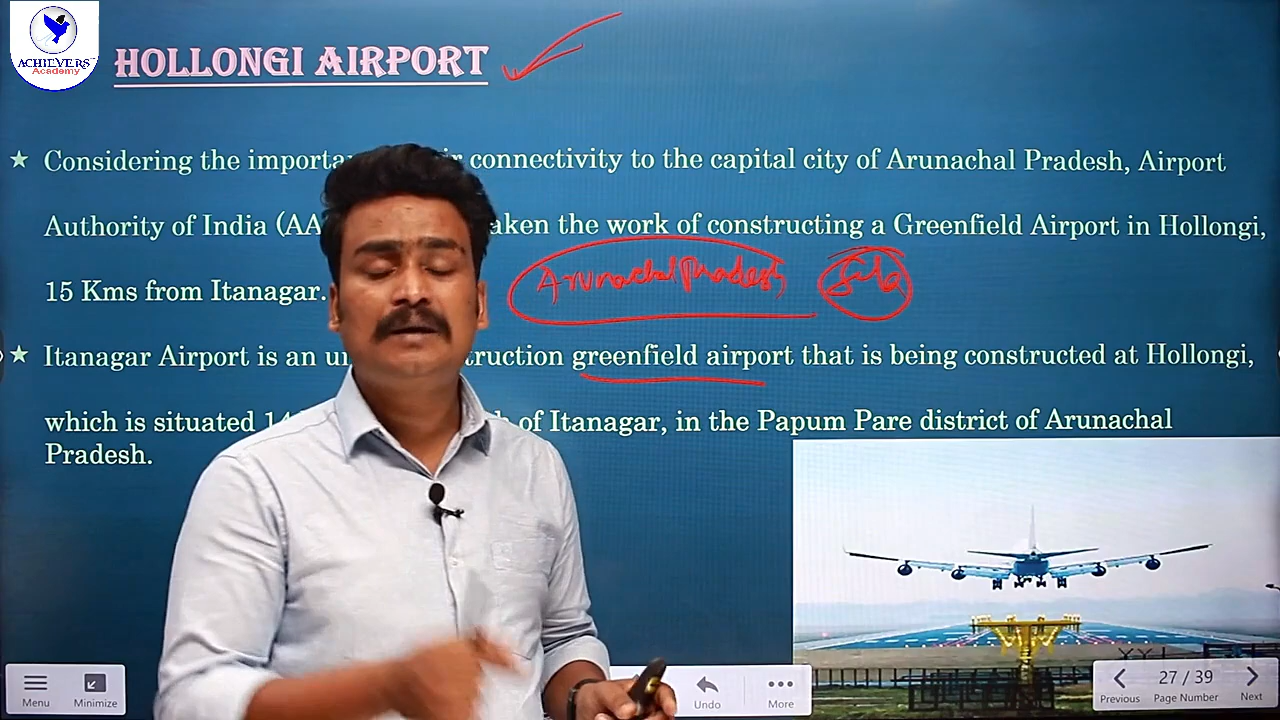 ACHIEVERS
Academy
HOLLONGI AIRPORT
★ Considering the importa ir connectivity to the capital city of Arunachal Pradesh, Airport
Authority of India (AA aken the work of constructing a Greenfield Airport in Hollongi,
Arunachal Pradesh
15 Kms from Itanagar.
★ Itanagar Airport is an un truction greenfield airport that is being constructed at Hollongi,
which is situated 14 of Itanagar, in the Papum Pare district of Arunachal
Pradesh.
Menu
Minimize
Undo
More
Previous
27 / 39
Page Number
Next